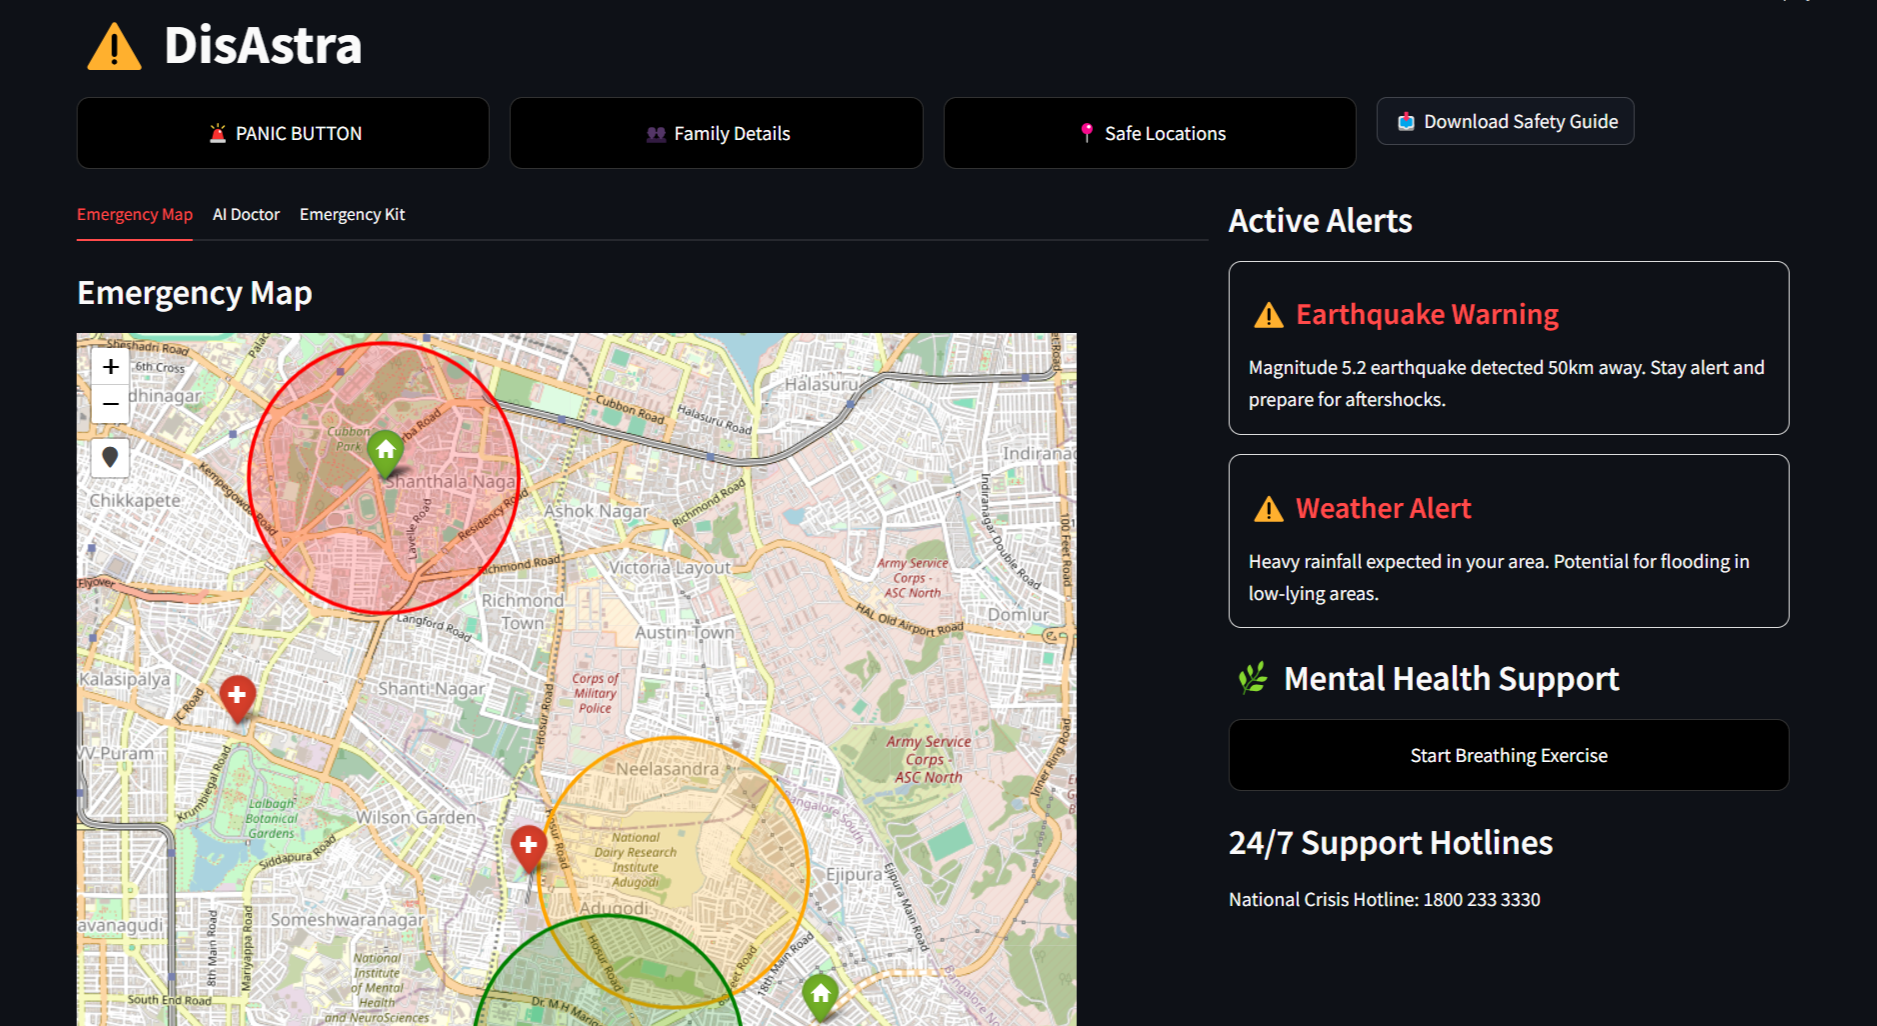 DisAstra
PANIC BUTTON
Family Details
Safe Locations
Download Safety Guide
Emergency Map
AI Doctor
Emergency Kit
Emergency Map
+
−
Sheshadri Road
6th Cross
dhinagar
Cubbon
Park
Shanthala Naga
Kempegowda Road
Chikkapete
Lavelle Road
Residency Road
Cubbon Road
Halasuru Road
Halasuru
Indiranag
Indiranagar Double Road
100 Feet Road
Ashok Nagar
Richmond Road
Richmond Road
Flyover
Victoria Layout
Army Service
Corps -
ASC North
Richmond
Town
Langford Road
Austin Town
HAL Old Airport Road
Domlur
Kalasipalya
JC Road
Shanti-Nagar
Corps of
Military
Police
Hosur Road
VV-Puram
Krumbiegal Road
Lalbagh
Botanical
Gardens
Siddapura Road
Wilson Garden
Neelasandra
Army Service
Corps -
ASC North
Inner Ring Road
Bangalore South
National
Dairy Research
Institute
Adugodi
Hosur Road
Ejipura
Ejipura Main Road
Adugodi
avanagudi
8th Main Road
Mariyappa Road
Someshwaranagar
Hosur Road
18th Main Road
National
Institute
of Mental
Health
and NeuroSciences
South End Road
Active Alerts
Earthquake Warning
Magnitude 5.2 earthquake detected 50km away. Stay alert and
prepare for aftershocks.
Weather Alert
Heavy rainfall expected in your area. Potential for flooding in
low-lying areas.
Mental Health Support
Start Breathing Exercise
24/7 Support Hotlines
National Crisis Hotline: 1800 233 3330